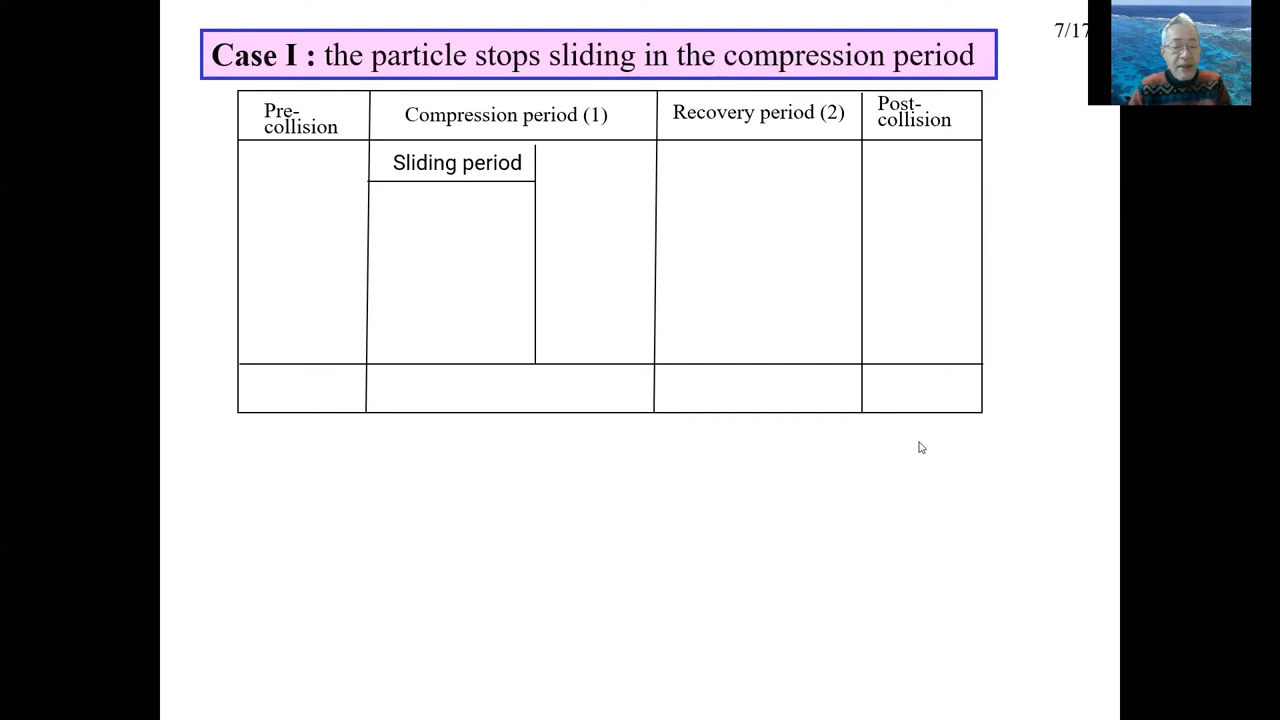 7/17
Case I : the particle stops sliding in the compression period
Pre-
collision
Compression period (1)
Recovery period (2)
Post-
collision
Sliding period